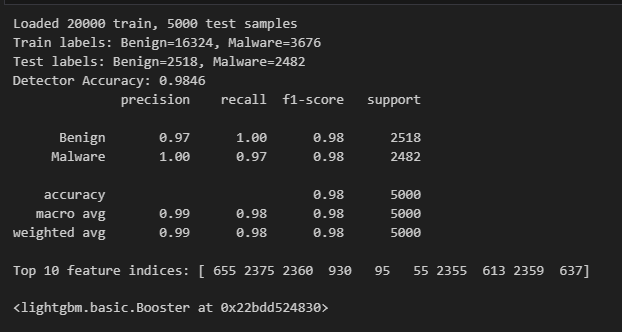 Loaded 20000 train, 5000 test samples
Train labels: Benign=16324, Malware=3676
Test labels: Benign=2518, Malware=2482
Detector Accuracy: 0.9846
precision recall f1-score support
Benign 0.97 1.00 0.98 2518
Malware 1.00 0.97 0.98 2482
accuracy 0.98 5000
macro avg 0.99 0.98 0.98 5000
weighted avg 0.99 0.98 0.98 5000
Top 10 feature indices: [ 655 2375 2360 930 95 55 2355 613 2359 637]
<lightgbm.basic.Booster at 0x22bdd524830>